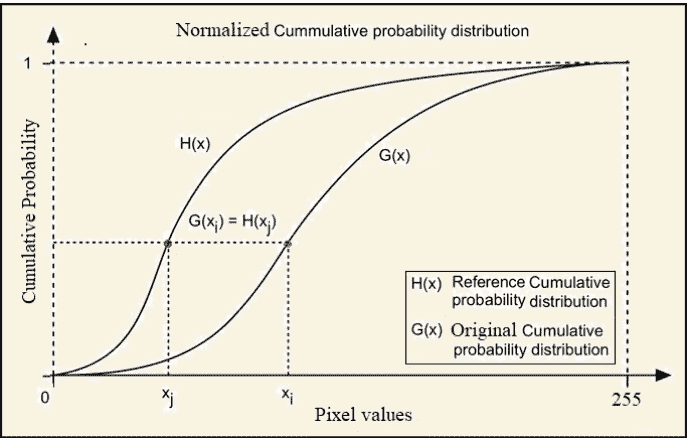 Normalized Cummulative probability distribution
1
Cumulative Probability
H(x)
G(x)
G(xi) = H(xj)
H(x) Reference Cumulative
probability distribution
G(x) Original Cumulative
probability distribution
0
xj
xi
255
Pixel values